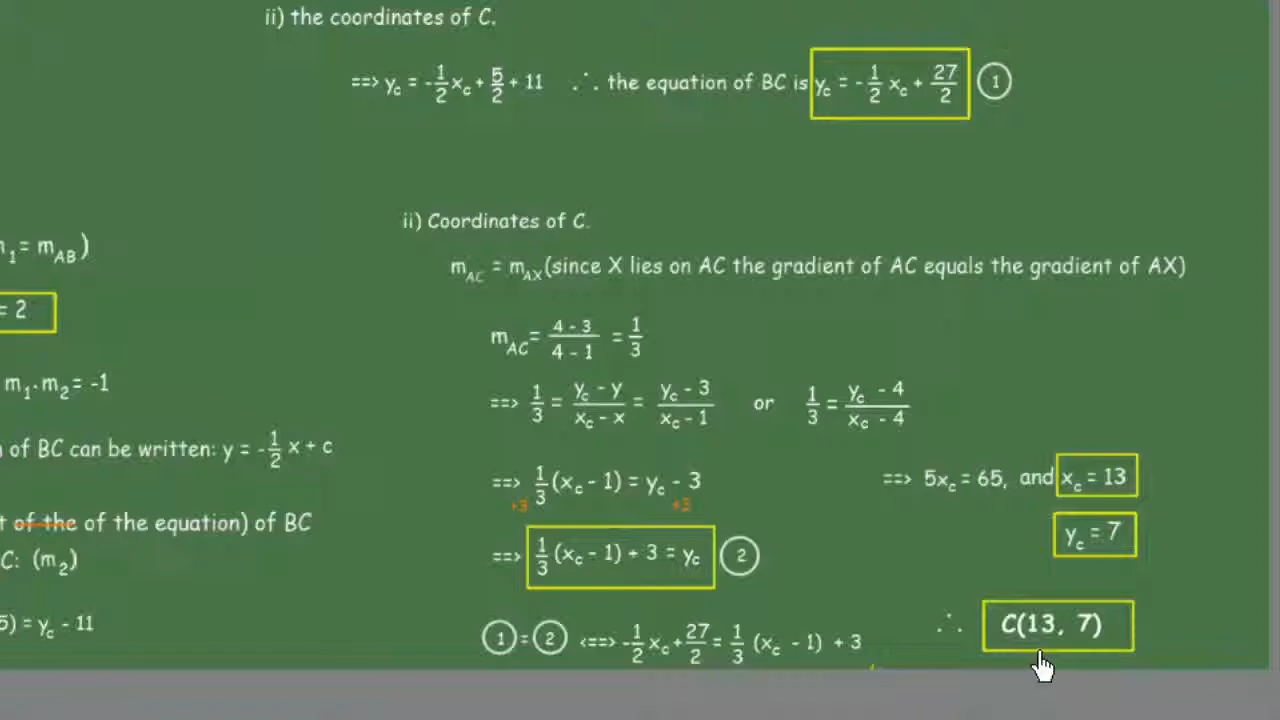 ii) the coordinates of C.
==> y_c = -1/2 x_c + 5/2 + 11 ∴ the equation of BC is y_c = -1/2 x_c + 27/2 ①
= m_AB)
= 2
m_1 . m_2 = -1
of BC can be written: y = -1/2 x + c
of the of the equation) of BC
C: (m_2)
5) = y_c - 11
ii) Coordinates of C.
m_AC = m_AX (since X lies on AC the gradient of AC equals the gradient of AX)
m_AC = (4 - 3)/(4 - 1) = 1/3
==> 1/3 = (y_c - y)/(x_c - x) = (y_c - 3)/(x_c - 1) or 1/3 = (y_c - 4)/(x_c - 4)
==> 1/3 (x_c - 1) = y_c - 3
+3 +3
==> 1/3 (x_c - 1) + 3 = y_c ②
① = ② <==> -1/2 x_c + 27/2 = 1/3 (x_c - 1) + 3
==> 5x_c = 65, and x_c = 13
y_c = 7
∴ C(13, 7)